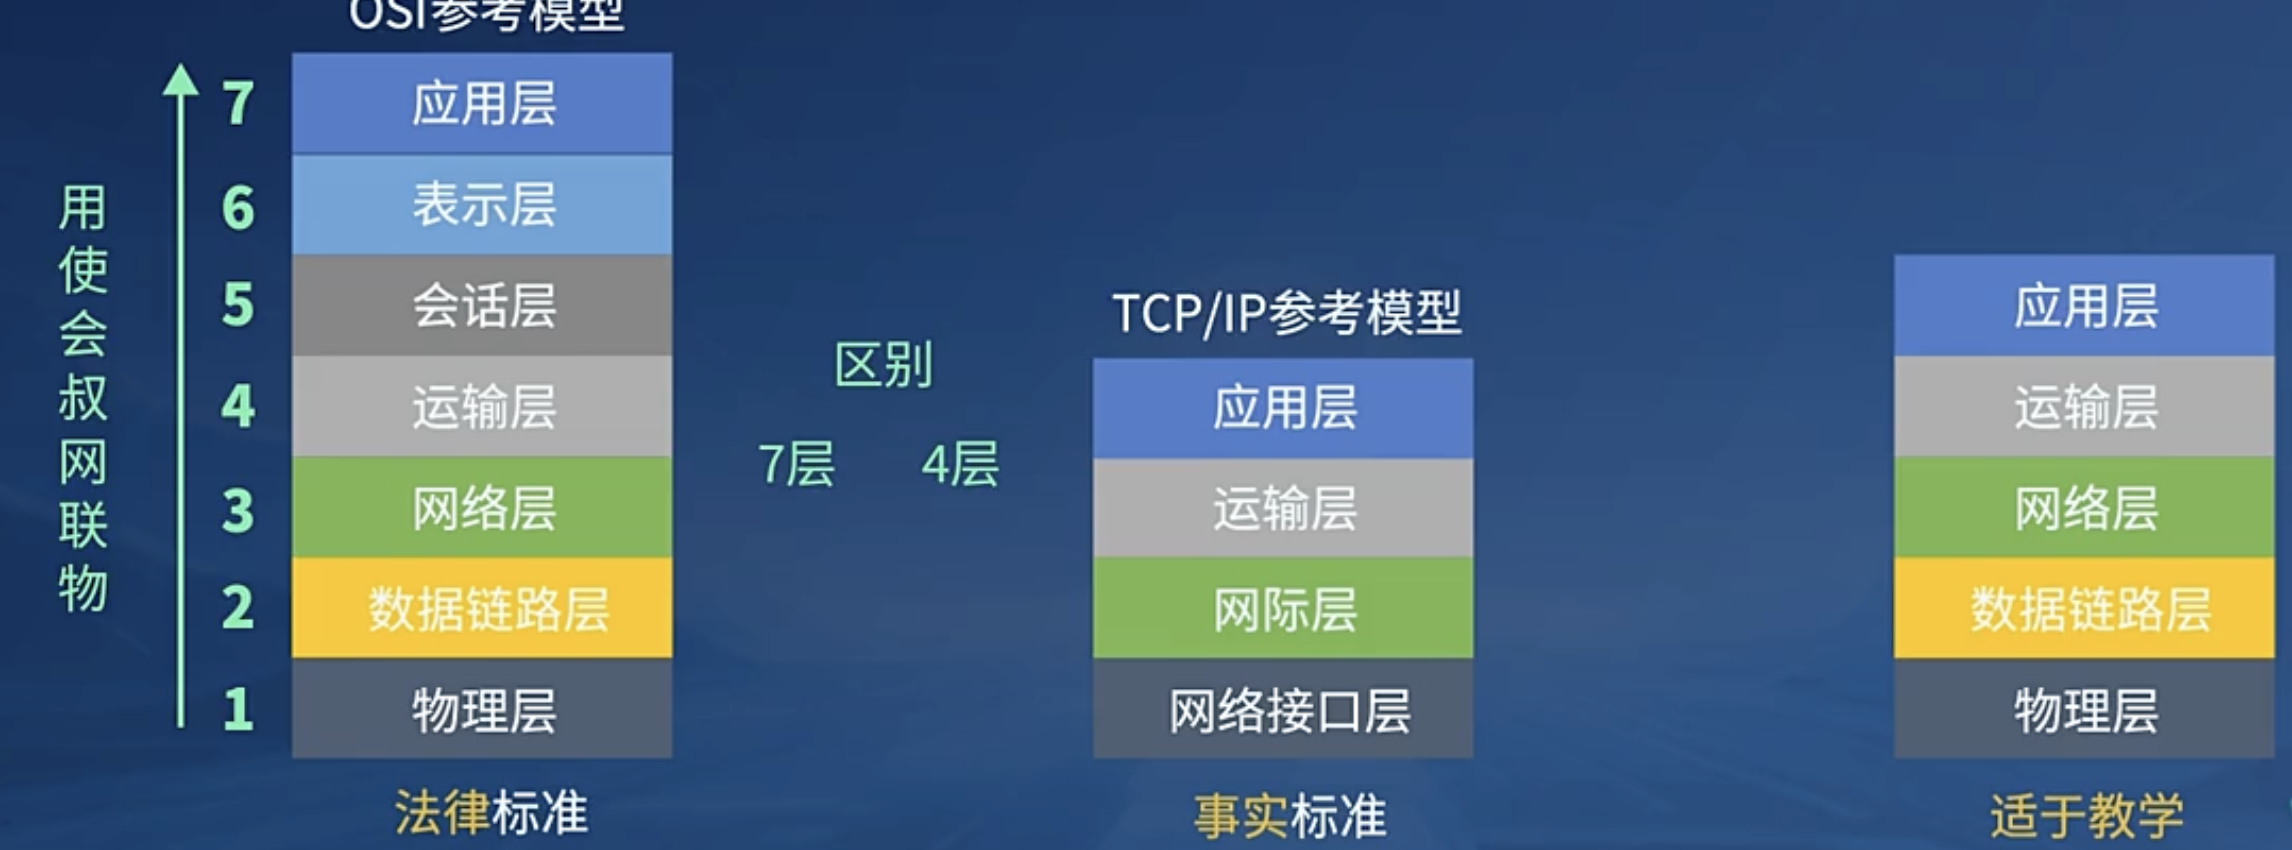 OSI参考模型
用使会叔网联物
7 应用层
6 表示层
5 会话层
4 运输层
3 网络层
2 数据链路层
1 物理层
法律标准
区别
7层 4层
TCP/IP参考模型
应用层
运输层
网际层
网络接口层
事实标准
应用层
运输层
网络层
数据链路层
物理层
适于教学